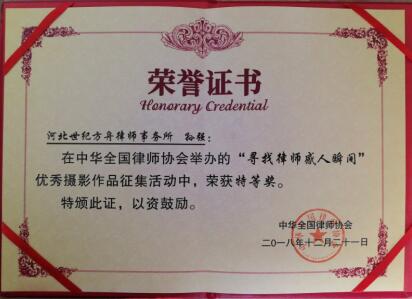 荣誉证书
Honorary Credential
河北世纪方舟律师事务所 孙强：
在中华全国律师协会举办的“寻找律师感人瞬间”
优秀摄影作品征集活动中，荣获特等奖。
特颁此证，以资鼓励。
中华全国律师协会
二〇一八年十二月二十一日